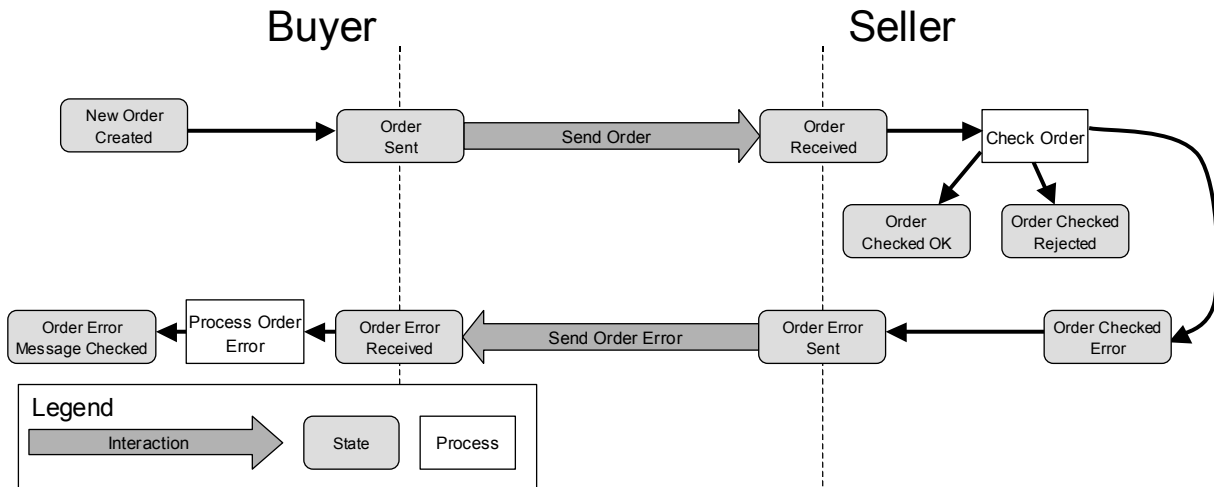 Buyer
Seller
New Order
Created
Order
Sent
Send Order
Order
Received
Check Order
Order
Checked OK
Order Checked
Rejected
Order Error
Message Checked
Process Order
Error
Order Error
Received
Send Order Error
Order Error
Sent
Order Checked
Error
Legend
Interaction
State
Process